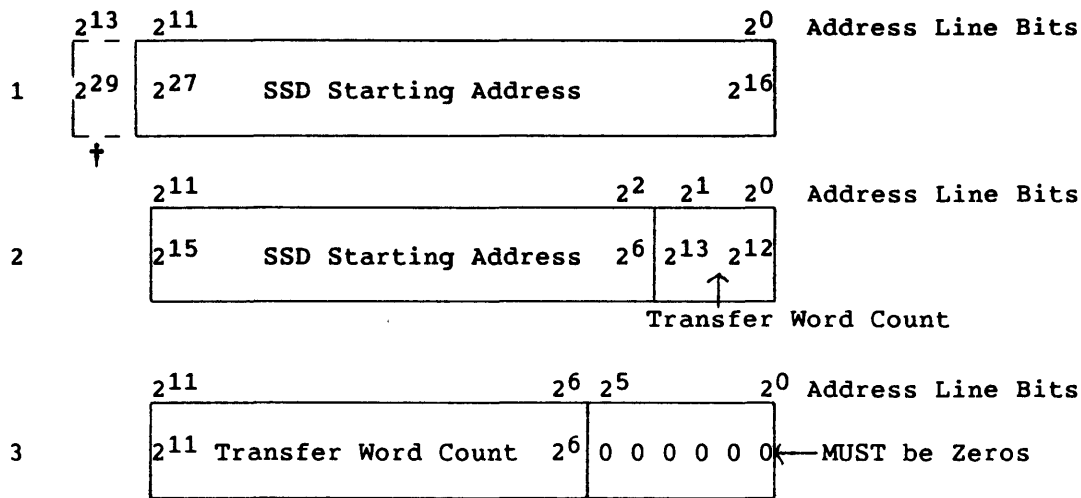 2^13 2^11 2^0 Address Line Bits
1 2^29 2^27 SSD Starting Address 2^16
†
2^11 2^2 2^1 2^0 Address Line Bits
2 2^15 SSD Starting Address 2^6 2^13 2^12
Transfer Word Count
2^11 2^6 2^5 2^0 Address Line Bits
3 2^11 Transfer Word Count 2^6 0 0 0 0 0 0 MUST be Zeros